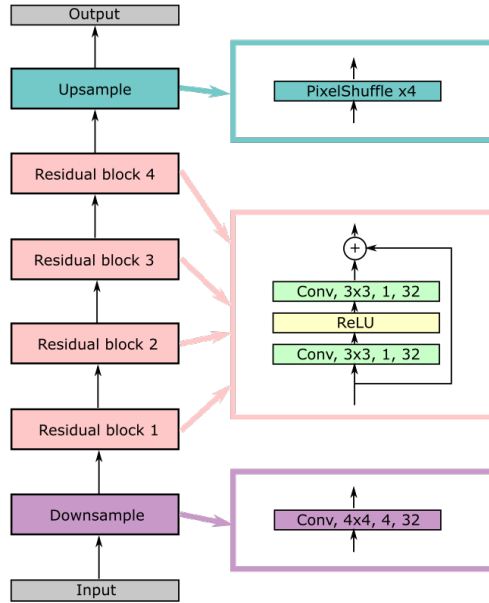 Output
Upsample
PixelShuffle x4
Residual block 4
Residual block 3
+
Conv, 3x3, 1, 32
ReLU
Residual block 2
Conv, 3x3, 1, 32
Residual block 1
Downsample
Conv, 4x4, 4, 32
Input